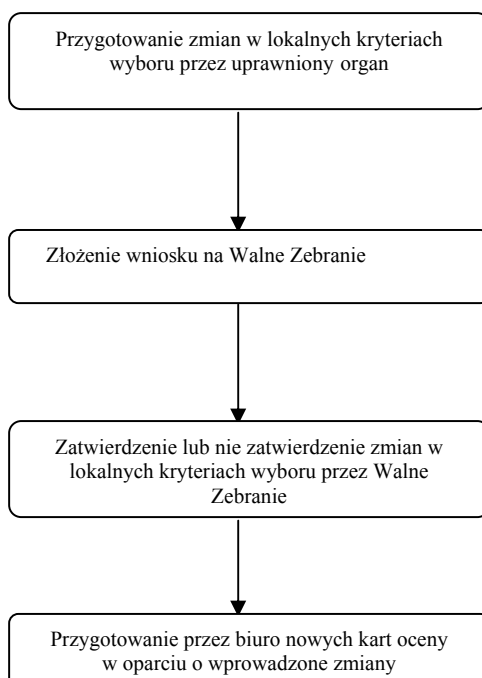 Przygotowanie zmian w lokalnych kryteriach
wyboru przez uprawniony organ
Złożenie wniosku na Walne Zebranie
Zatwierdzenie lub nie zatwierdzenie zmian w
lokalnych kryteriach wyboru przez Walne
Zebranie
Przygotowanie przez biuro nowych kart oceny
w oparciu o wprowadzone zmiany